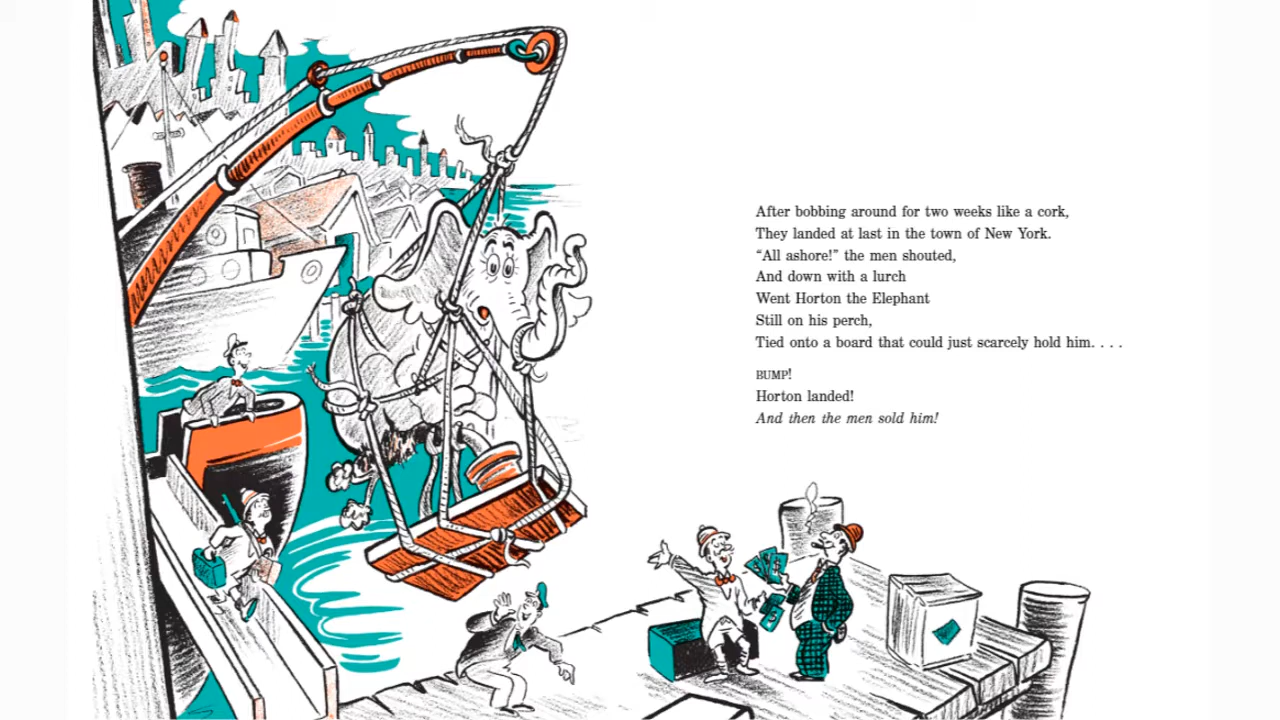 After bobbing around for two weeks like a cork,
They landed at last in the town of New York.
“All ashore!” the men shouted,
And down with a lurch
Went Horton the Elephant
Still on his perch,
Tied onto a board that could just scarcely hold him. . . .
BUMP!
Horton landed!
And then the men sold him!